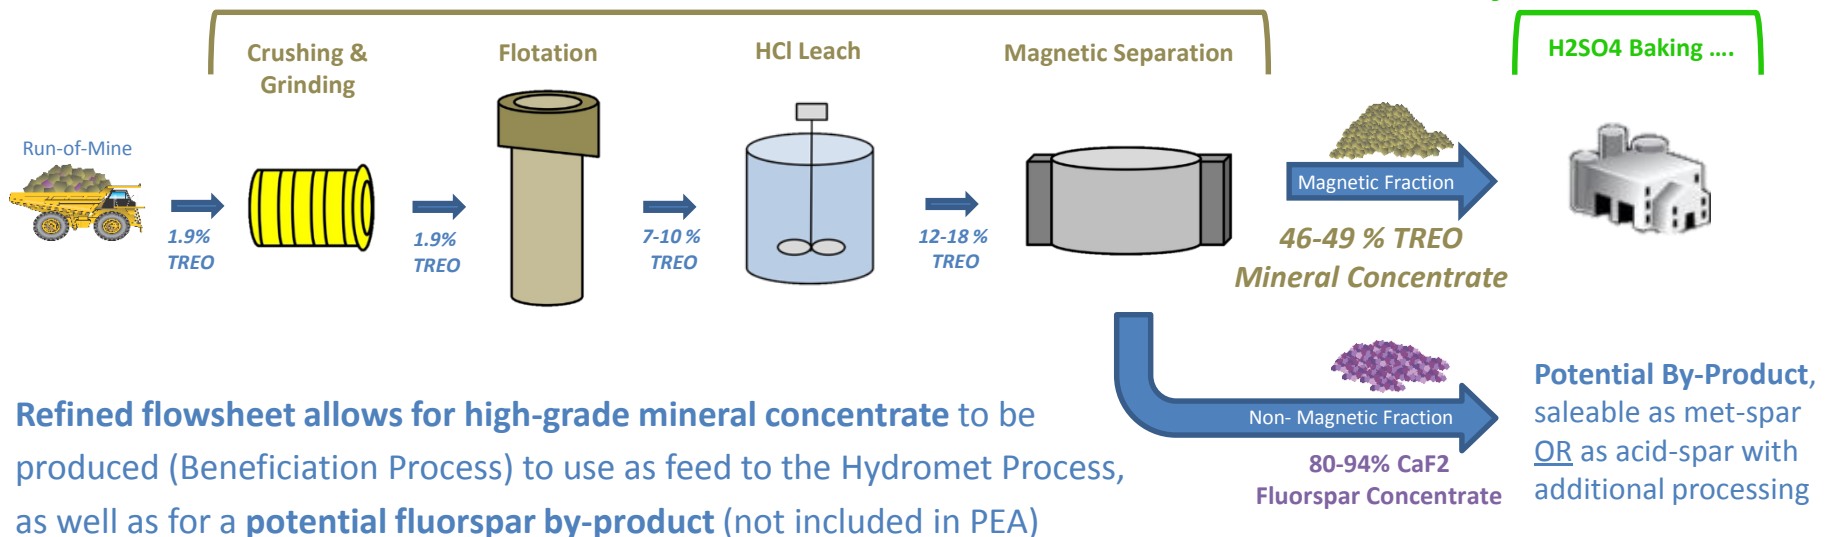 Crushing &
Grinding
Flotation
HCl Leach
Magnetic Separation
H2SO4 Baking ....
Run-of-Mine
1.9%
TREO
1.9%
TREO
7-10 %
TREO
12-18 %
TREO
Magnetic Fraction
46-49 % TREO
Mineral Concentrate
Non- Magnetic Fraction
80-94% CaF2
Fluorspar Concentrate
Potential By-Product,
saleable as met-spar
OR as acid-spar with
additional processing
Refined flowsheet allows for high-grade mineral concentrate to be
produced (Beneficiation Process) to use as feed to the Hydromet Process,
as well as for a potential fluorspar by-product (not included in PEA)